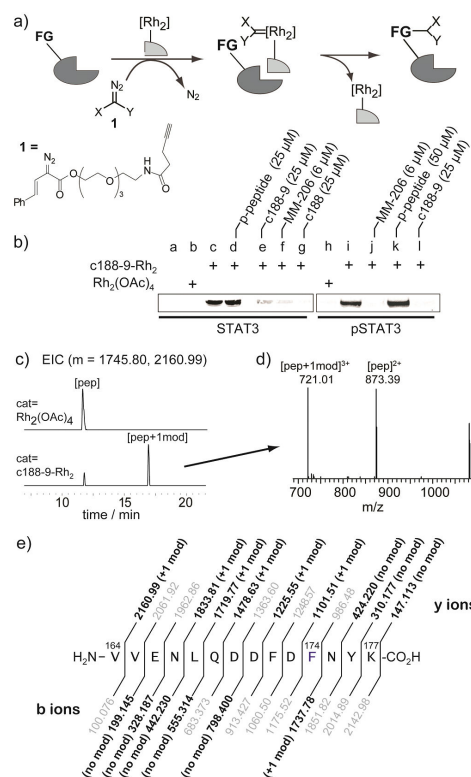 a)
FG
[Rh2]
N2
X Y
1
N2
X
Y =[Rh2]
FG
[Rh2]
X
FG Y
1 =
N2
Ph
O
O
O
3
H
N
O
b)
p-peptide (25 µM)
c188-9 (25 µM)
MM-206 (6 µM)
c188 (25 µM)
MM-206 (6 µM)
p-peptide (50 µM)
c188-9 (25 µM)
a b c d e f g h i j k l
c188-9-Rh2 + + + + + + + + +
Rh2(OAc)4 + +
STAT3 pSTAT3
c) EIC (m = 1745.80, 2160.99)
[pep]
cat=
Rh2(OAc)4
[pep+1mod]
cat=
c188-9-Rh2
10 15 20
time / min
d)
[pep+1mod]3+
721.01
[pep]2+
873.39
700 800 900 1000
m/z
e)
2160.99 (+1 mod)
2061.92
1962.86
1833.81 (+1 mod)
1719.77 (+1 mod)
1478.63 (+1 mod)
1363.60
1225.55 (+1 mod)
1248.57
1101.51 (+1 mod)
986.48
424.220 (no mod)
310.177 (no mod)
147.113 (no mod)
y ions
164 174 177
H2N– V V E N L Q D D F D F N Y K -CO2H
b ions
100.076
(no mod) 199.145
(no mod) 328.187
(no mod) 442.230
(no mod) 555.314
683.373
(no mod) 798.400
913.427
1060.50
1175.52
(+1 mod) 1737.78
1851.82
2014.89
2142.98